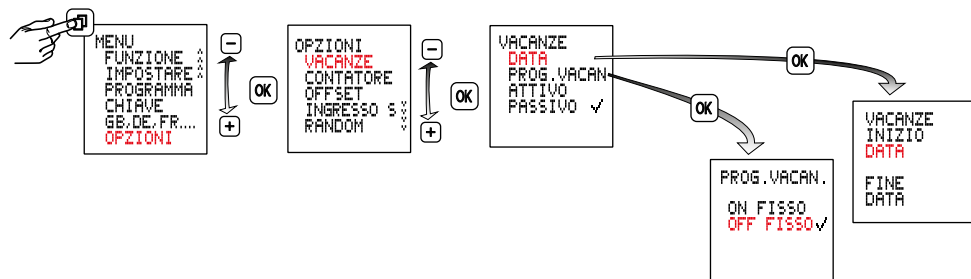 MENU
FUNZIONE
IMPOSTARE
PROGRAMMA
CHIAVE
GB,DE,FR....
OPZIONI
−
+
OK
OPZIONI
VACANZE
CONTATORE
OFFSET
INGRESSO S
RANDOM
−
+
OK
VACANZE
DATA
PROG.VACAN
ATTIVO
PASSIVO ✓
OK
OK
PROG.VACAN.
ON FISSO
OFF FISSO✓
VACANZE
INIZIO
DATA
FINE
DATA